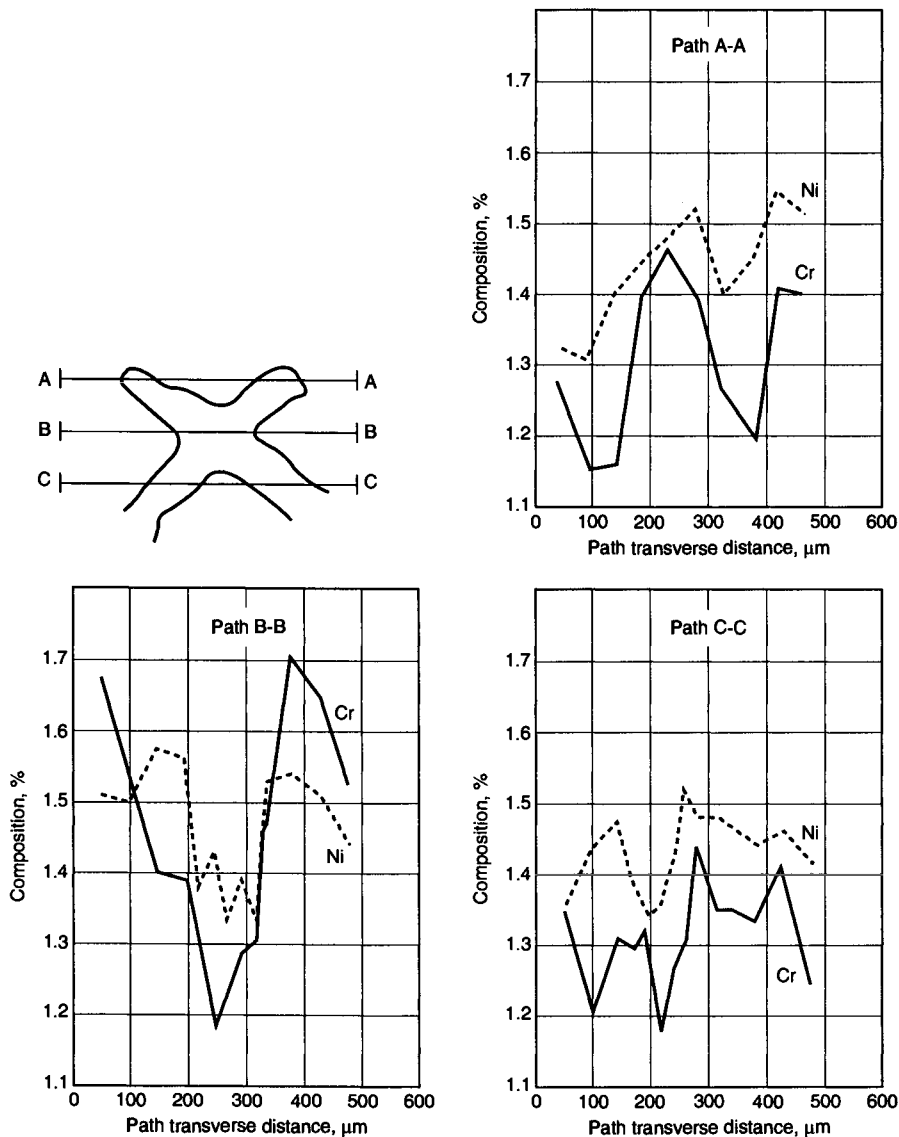 Path A-A
1.7
1.6
1.5
1.4
1.3
1.2
1.1
Composition, %
Ni
Cr
0 100 200 300 400 500 600
Path transverse distance, μm
A A
B B
C C
Path B-B
1.7
1.6
1.5
1.4
1.3
1.2
1.1
Composition, %
Cr
Ni
0 100 200 300 400 500 600
Path transverse distance, μm
Path C-C
1.7
1.6
1.5
1.4
1.3
1.2
1.1
Composition, %
Ni
Cr
0 100 200 300 400 500 600
Path transverse distance, μm